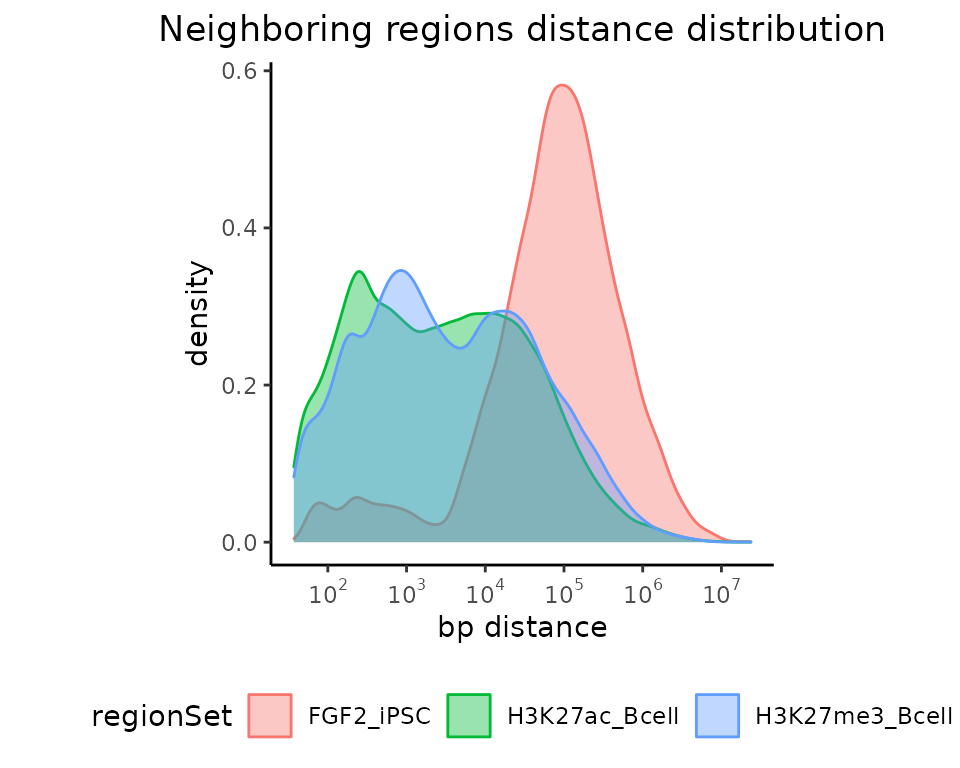 Neighboring regions distance distribution
0.6
0.4
0.2
0.0
density
10² 10³ 10⁴ 10⁵ 10⁶ 10⁷
bp distance
regionSet FGF2_iPSC H3K27ac_Bcell H3K27me3_Bcell